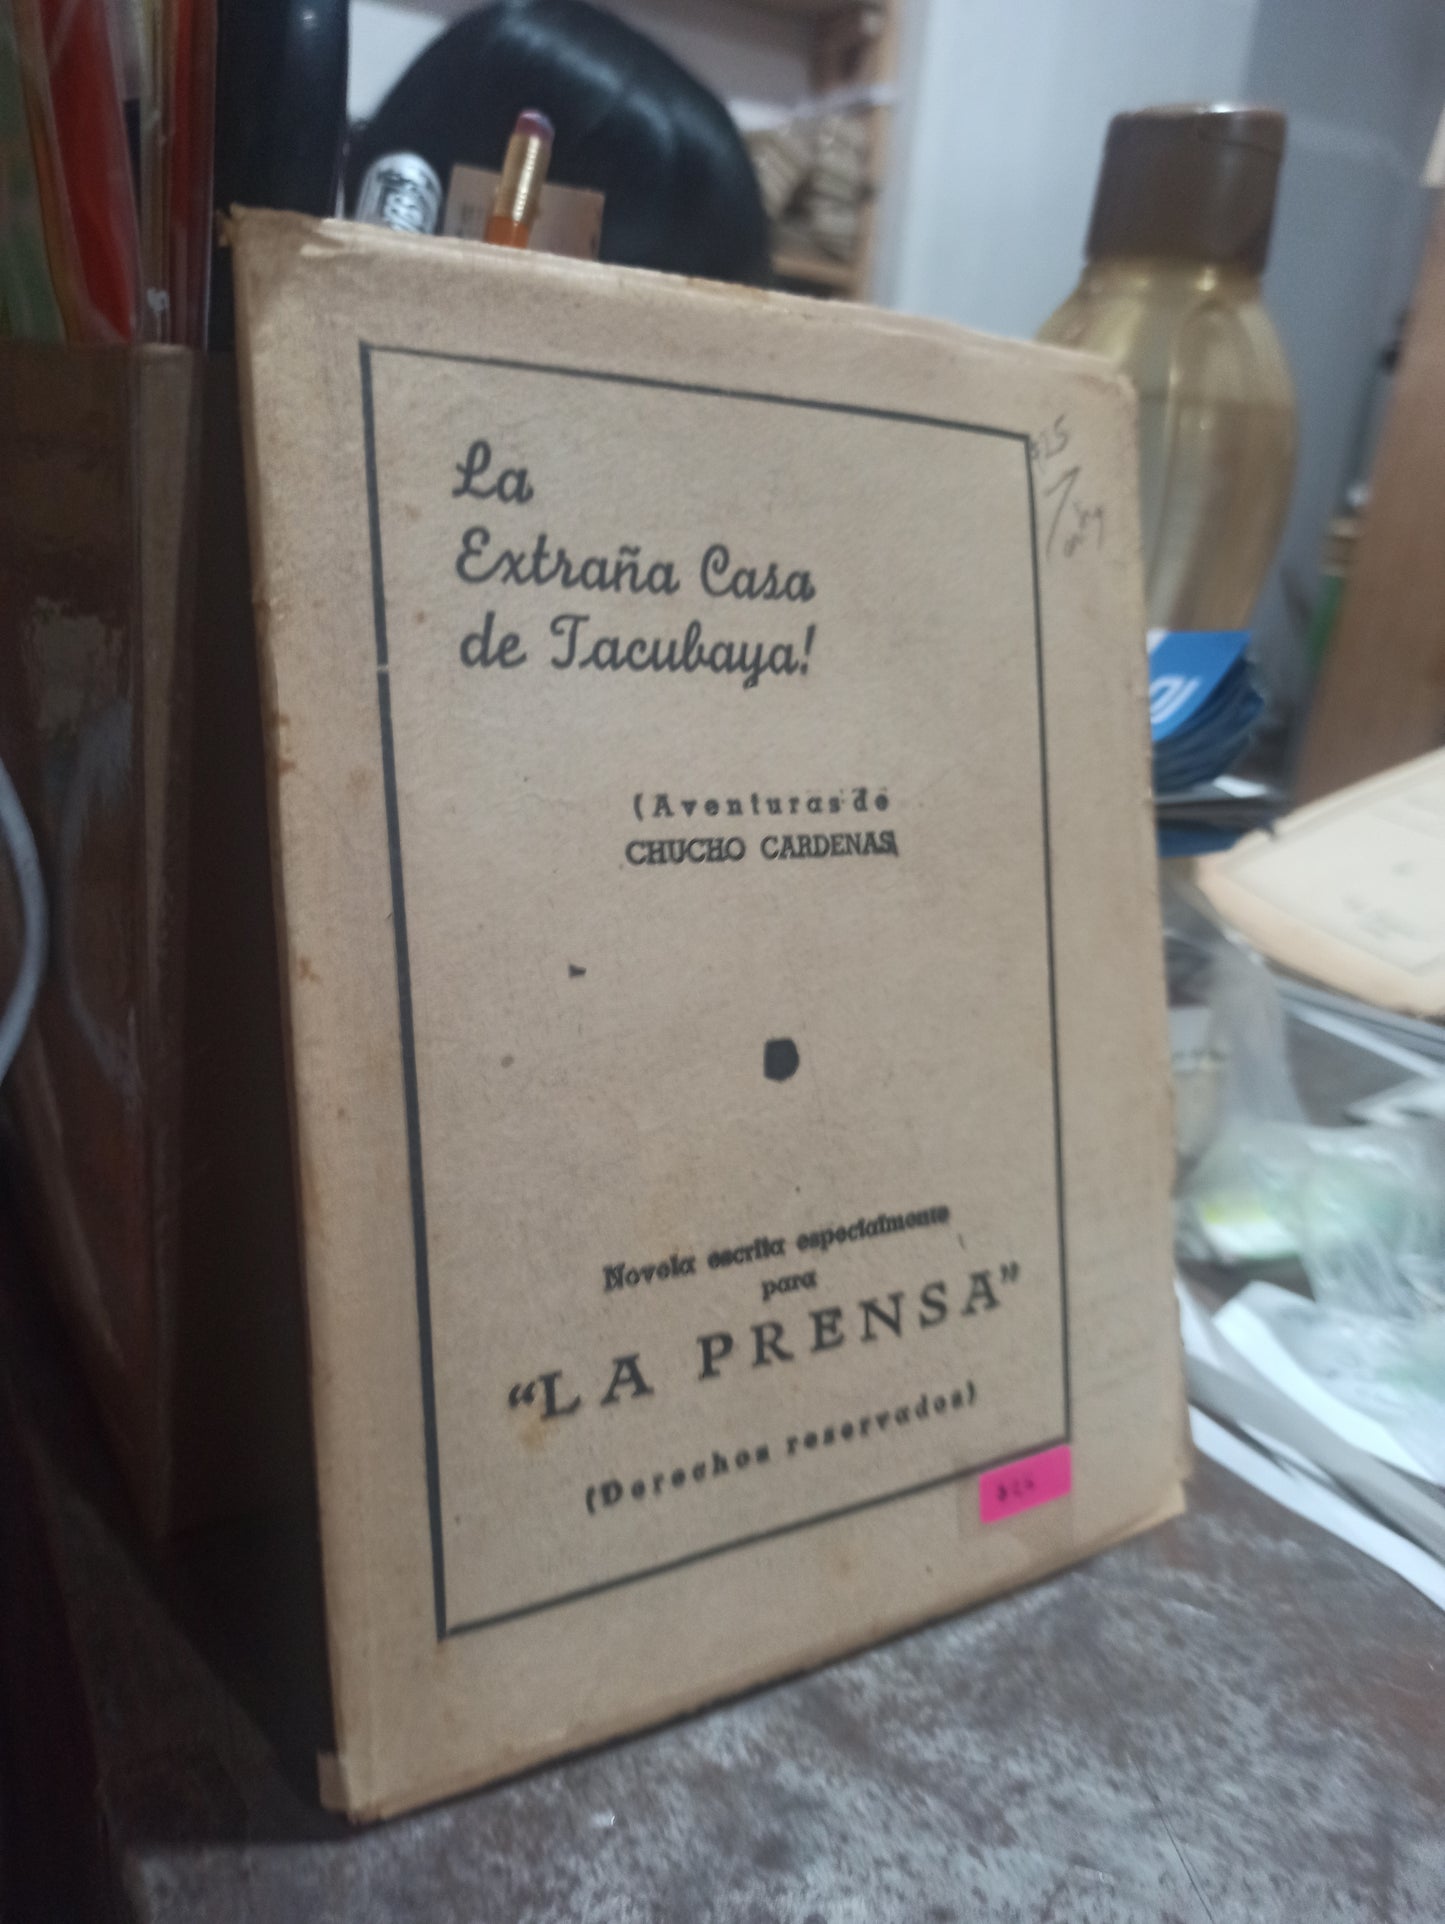 La
Extraña Casa
de Tacubaya!
(Aventuras de
CHUCHO CARDENAS)
Novela escrita especialmente
para
"LA PRENSA"
(Derechos reservados)